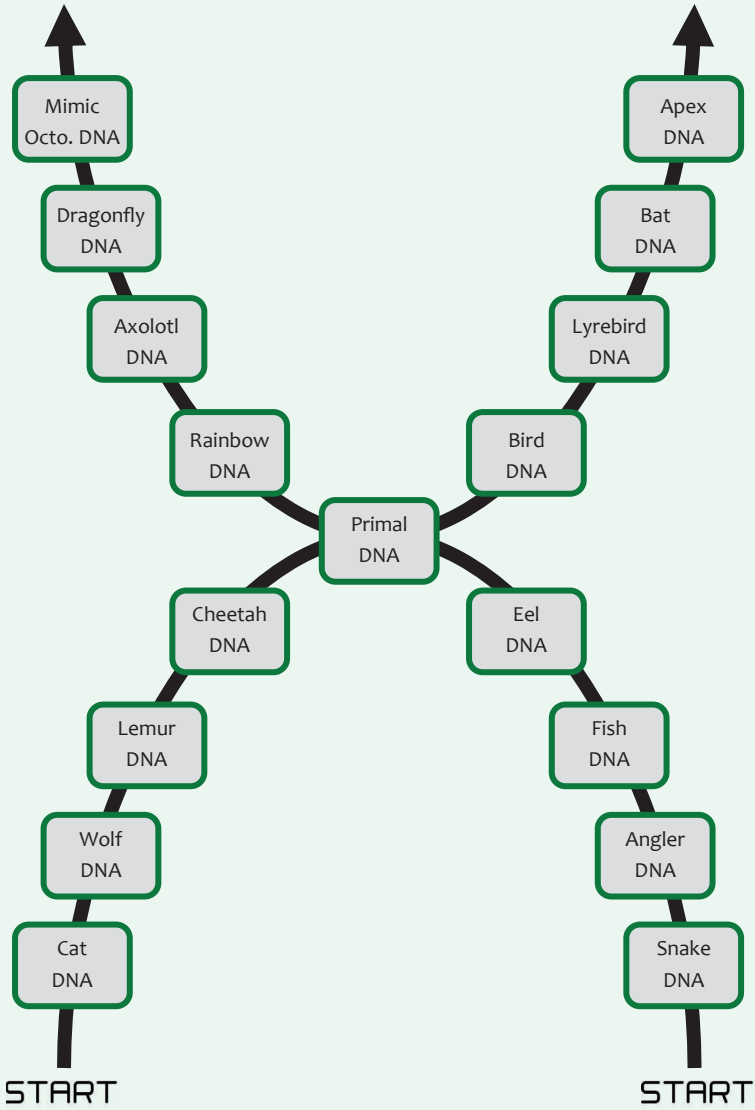 Mimic
Octo. DNA
Apex
DNA
Dragonfly
DNA
Bat
DNA
Axolotl
DNA
Lyrebird
DNA
Rainbow
DNA
Bird
DNA
Primal
DNA
Cheetah
DNA
Eel
DNA
Lemur
DNA
Fish
DNA
Wolf
DNA
Angler
DNA
Cat
DNA
Snake
DNA
START
START